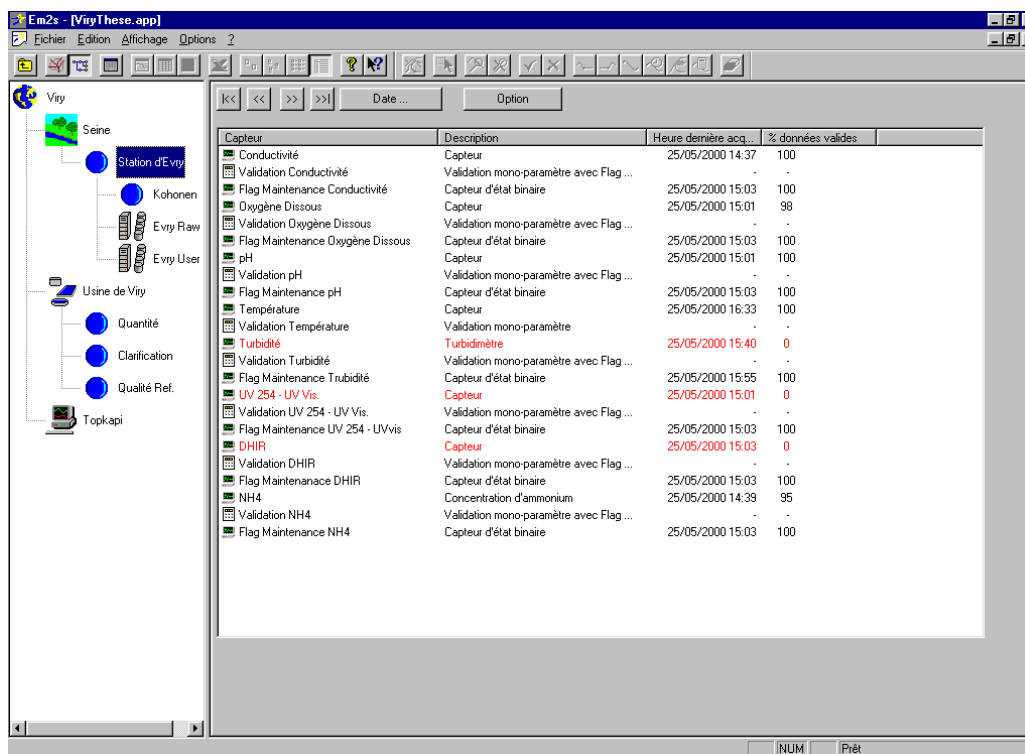 Em2s - [ViryThese.app]
Fichier Edition Affichage Options ?
Date ... Option
Viry
Seine
Station d'Evry
Kohonen
Evry Raw
Evry User
Usine de Viry
Quantité
Clarification
Qualité Ref.
Topkapi
Capteur Description Heure dernière acq... % données valides
Conductivité Capteur 25/05/2000 14:37 100
Validation Conductivité Validation mono-paramètre avec Flag ... - -
Flag Maintenance Conductivité Capteur d'état binaire 25/05/2000 15:03 100
Oxygène Dissous Capteur 25/05/2000 15:01 98
Validation Oxygène Dissous Validation mono-paramètre avec Flag ... - -
Flag Maintenance Oxygène Dissous Capteur d'état binaire 25/05/2000 15:03 100
pH Capteur 25/05/2000 15:01 100
Validation pH Validation mono-paramètre avec Flag ... - -
Flag Maintenance pH Capteur d'état binaire 25/05/2000 15:03 100
Température Capteur 25/05/2000 16:33 100
Validation Température Validation mono-paramètre - -
Turbidité Turbidimètre 25/05/2000 15:40 0
Validation Turbidité Validation mono-paramètre avec Flag ... - -
Flag Maintenance Trubidité Capteur d'état binaire 25/05/2000 15:55 100
UV 254 - UV Vis. Capteur 25/05/2000 15:01 0
Validation UV 254 - UV Vis. Validation mono-paramètre avec Flag ... - -
Flag Maintenance UV 254 - UVvis Capteur d'état binaire 25/05/2000 15:03 100
DHIR Capteur 25/05/2000 15:03 0
Validation DHIR Validation mono-paramètre avec Flag ... - -
Flag Maintenanace DHIR Capteur d'état binaire 25/05/2000 15:03 100
NH4 Concentration d'ammonium 25/05/2000 14:39 95
Validation NH4 Validation mono-paramètre avec Flag ... - -
Flag Maintenance NH4 Capteur d'état binaire 25/05/2000 15:03 100
NUM Prêt